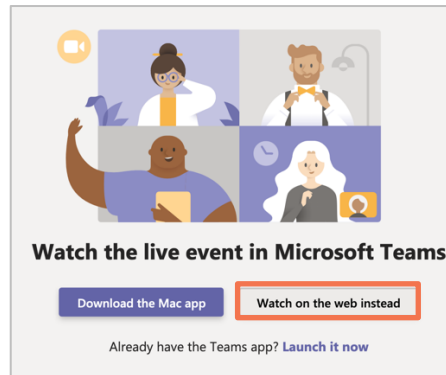 Watch the live event in Microsoft Teams
Download the Mac app
Watch on the web instead
Already have the Teams app? Launch it now